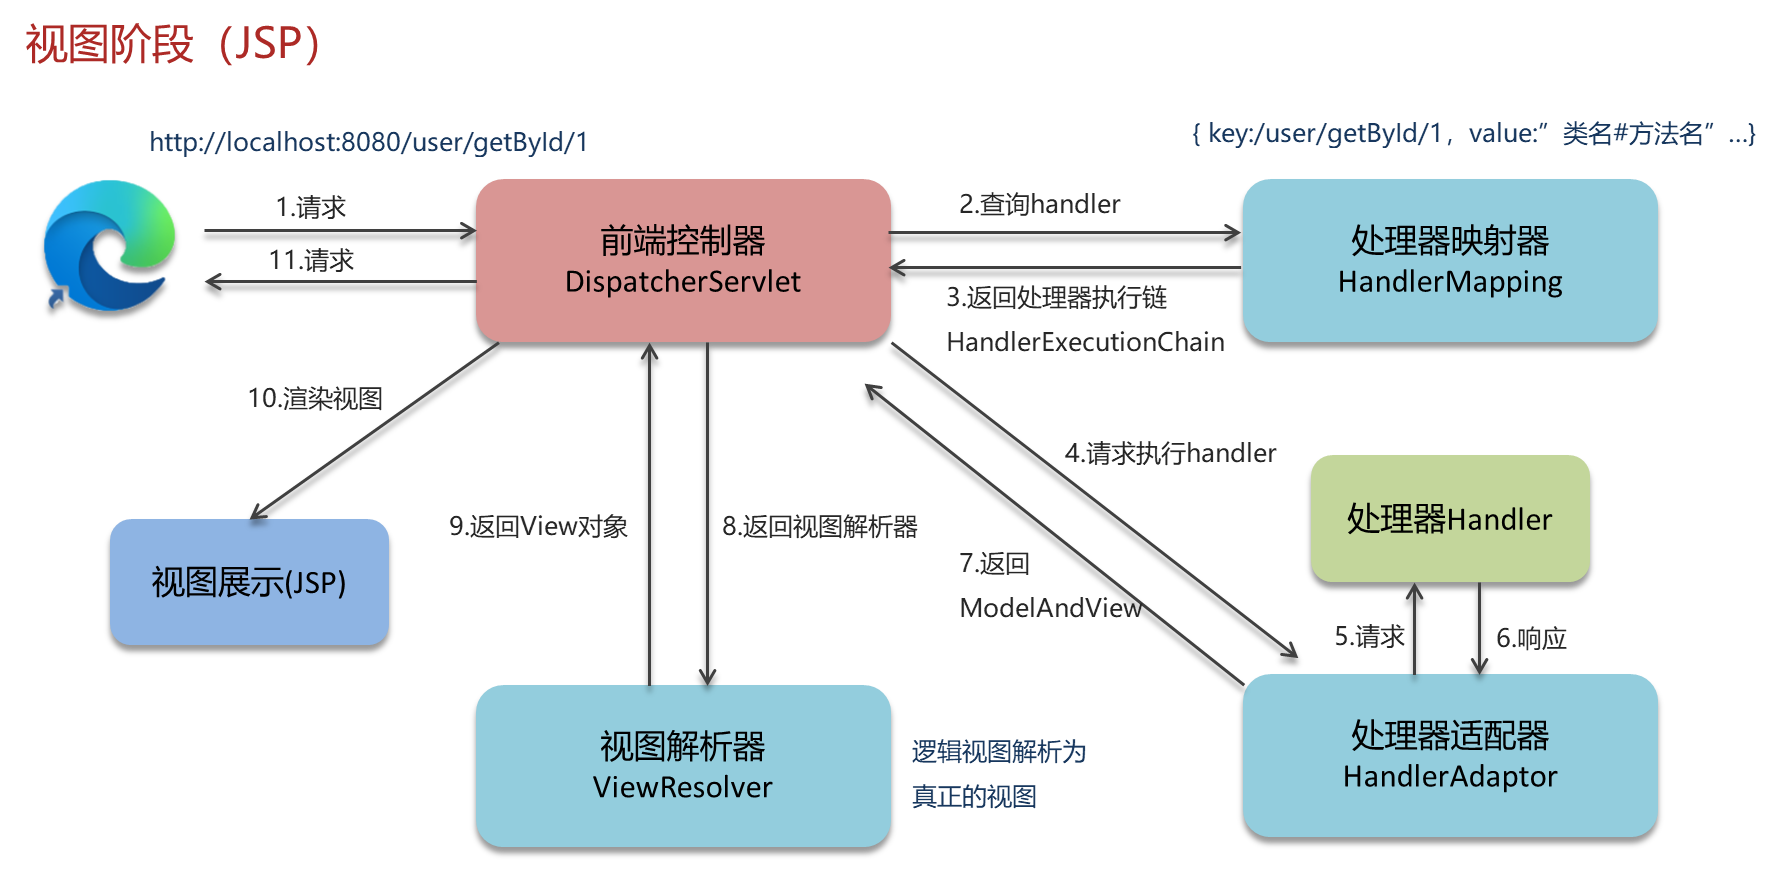 视图阶段（JSP）
http://localhost:8080/user/getById/1
{ key:/user/getById/1，value:”类名#方法名”…}
1.请求
11.请求
前端控制器
DispatcherServlet
2.查询handler
3.返回处理器执行链
HandlerExecutionChain
处理器映射器
HandlerMapping
10.渲染视图
4.请求执行handler
9.返回View对象
8.返回视图解析器
7.返回
ModelAndView
处理器Handler
视图展示(JSP)
5.请求
6.响应
视图解析器
ViewResolver
逻辑视图解析为
真正的视图
处理器适配器
HandlerAdaptor